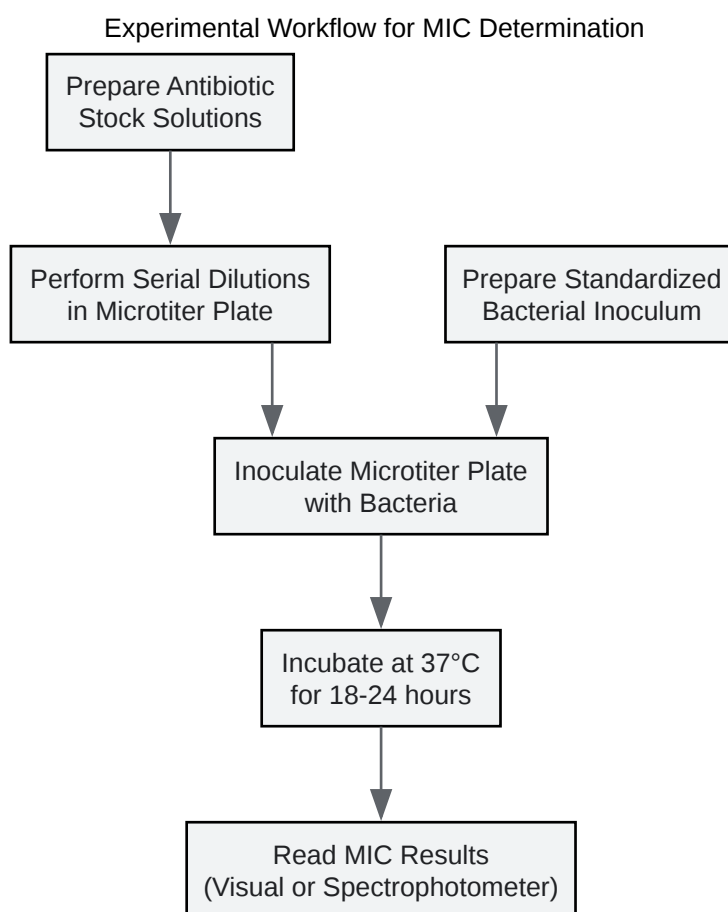 Experimental Workflow for MIC Determination
Prepare Antibiotic
Stock Solutions
Perform Serial Dilutions
in Microtiter Plate
Prepare Standardized
Bacterial Inoculum
Inoculate Microtiter Plate
with Bacteria
Incubate at 37°C
for 18-24 hours
Read MIC Results
(Visual or Spectrophotometer)